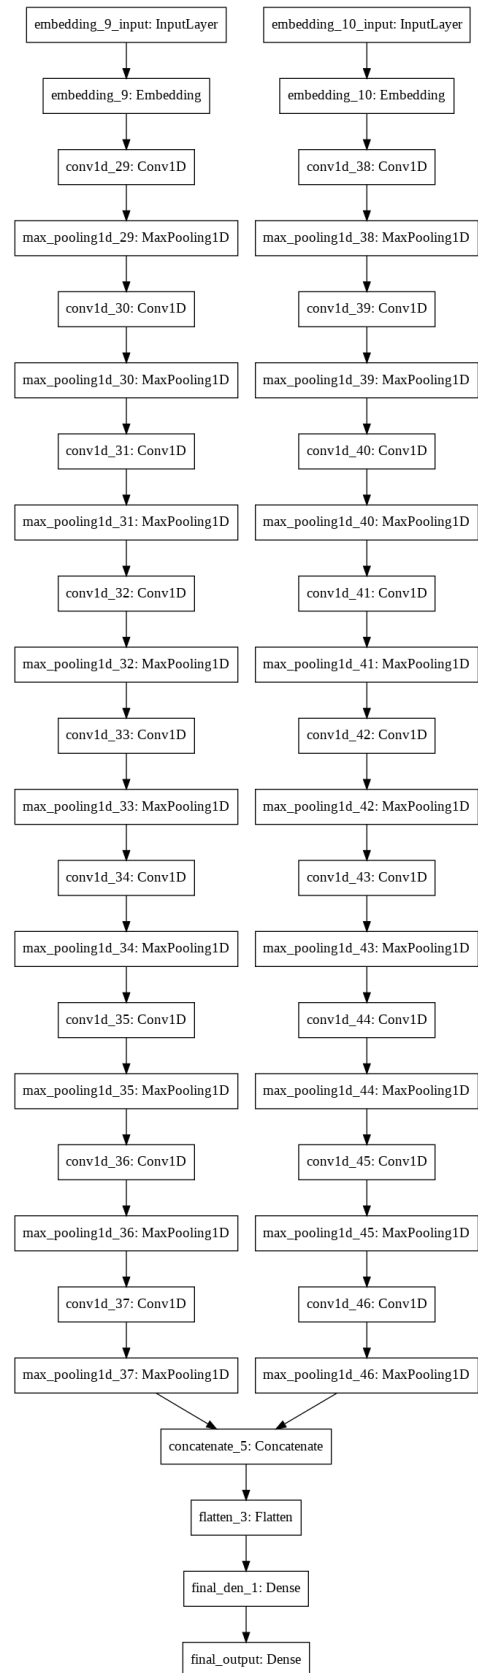 embedding_9_input: InputLayer
embedding_10_input: InputLayer
embedding_9: Embedding
embedding_10: Embedding
conv1d_29: Conv1D
conv1d_38: Conv1D
max_pooling1d_29: MaxPooling1D
max_pooling1d_38: MaxPooling1D
conv1d_30: Conv1D
conv1d_39: Conv1D
max_pooling1d_30: MaxPooling1D
max_pooling1d_39: MaxPooling1D
conv1d_31: Conv1D
conv1d_40: Conv1D
max_pooling1d_31: MaxPooling1D
max_pooling1d_40: MaxPooling1D
conv1d_32: Conv1D
conv1d_41: Conv1D
max_pooling1d_32: MaxPooling1D
max_pooling1d_41: MaxPooling1D
conv1d_33: Conv1D
conv1d_42: Conv1D
max_pooling1d_33: MaxPooling1D
max_pooling1d_42: MaxPooling1D
conv1d_34: Conv1D
conv1d_43: Conv1D
max_pooling1d_34: MaxPooling1D
max_pooling1d_43: MaxPooling1D
conv1d_35: Conv1D
conv1d_44: Conv1D
max_pooling1d_35: MaxPooling1D
max_pooling1d_44: MaxPooling1D
conv1d_36: Conv1D
conv1d_45: Conv1D
max_pooling1d_36: MaxPooling1D
max_pooling1d_45: MaxPooling1D
conv1d_37: Conv1D
conv1d_46: Conv1D
max_pooling1d_37: MaxPooling1D
max_pooling1d_46: MaxPooling1D
concatenate_5: Concatenate
flatten_3: Flatten
final_den_1: Dense
final_output: Dense